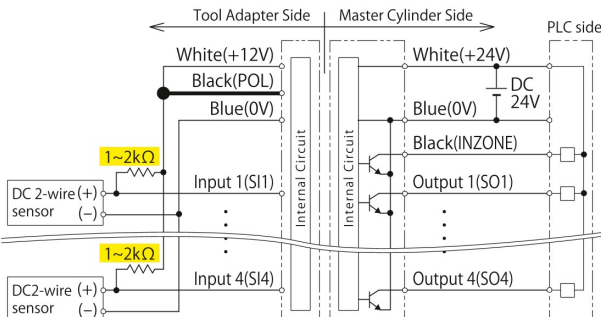 Tool Adapter Side
Master Cylinder Side
PLC side
White(+12V)
Black(POL)
Blue(0V)
1~2kΩ
DC 2-wire (+)
sensor (−)
Input 1(SI1)
Internal Circuit
Internal Circuit
White(+24V)
DC
24V
Blue(0V)
Black(INZONE)
Output 1(SO1)
1~2kΩ
DC2-wire (+)
sensor (−)
Input 4(SI4)
Output 4(SO4)